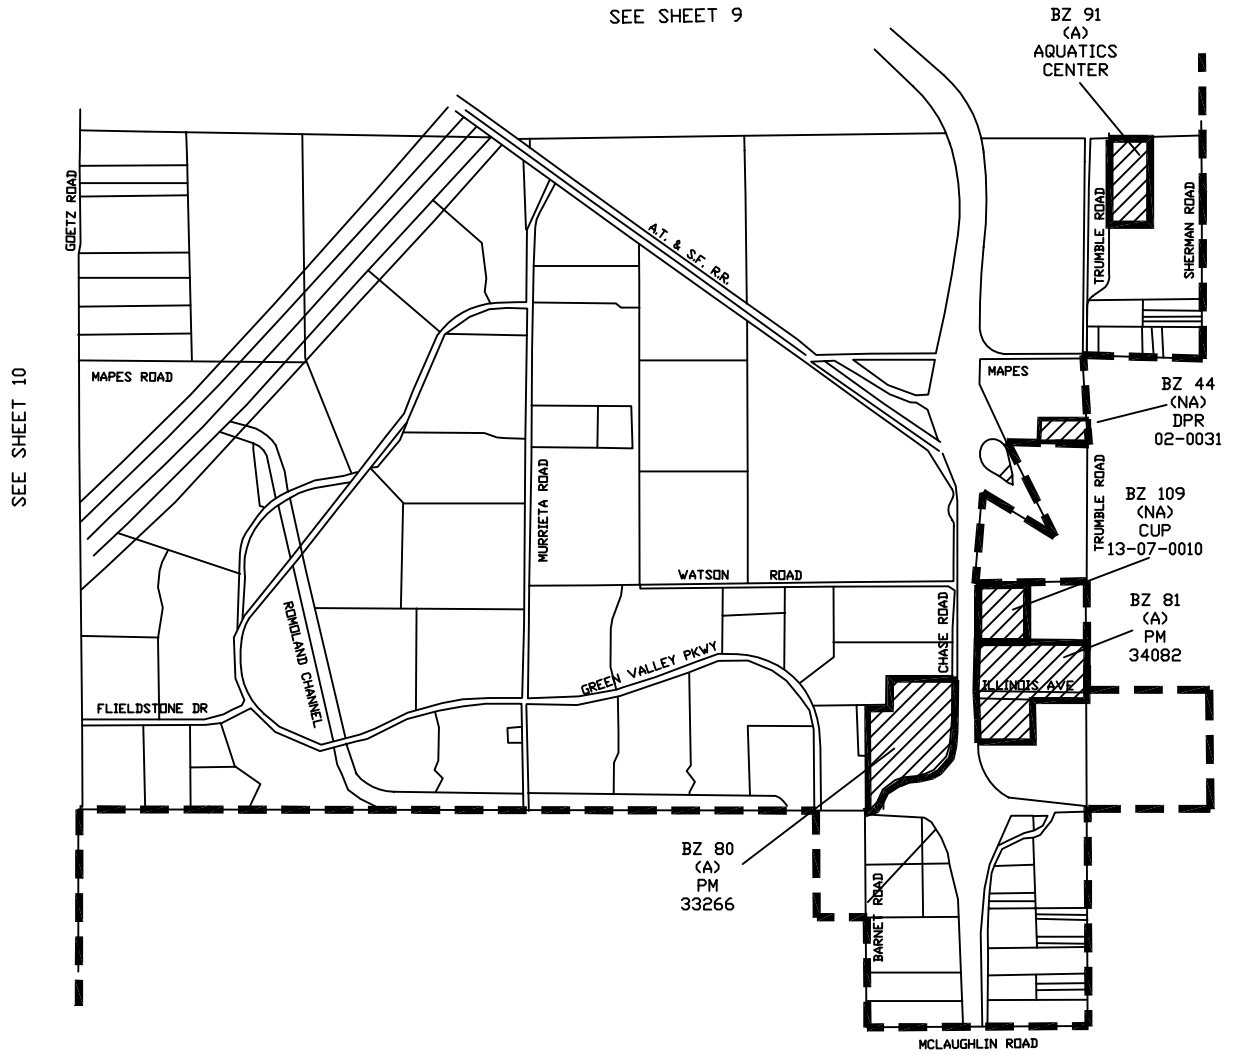 SEE SHEET 9
BZ 91
(A)
AQUATICS
CENTER
GOETZ ROAD
A.T. & S.F. R.R.
TRUMBLE ROAD
SHERMAN ROAD
SEE SHEET 10
MAPES ROAD
MAPES
BZ 44
(NA)
DPR
02-0031
MURRIETA ROAD
TRUMBLE ROAD
BZ 109
(NA)
CUP
13-07-0010
WATSON ROAD
BZ 81
(A)
PM
34082
ROMOLAND CHANNEL
CHASE ROAD
GREEN VALLEY PKWY
ILLINOIS AVE
FLIELDSTONE DR
BZ 80
(A)
PM
33266
BARNET ROAD
MCLAUGHLIN ROAD